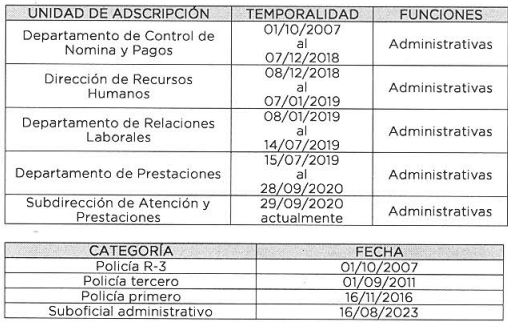 UNIDAD DE ADSCRIPCIÓN TEMPORALIDAD FUNCIONES
Departamento de Control de Nomina y Pagos 01/10/2007 al 07/12/2018 Administrativas
Dirección de Recursos Humanos 08/12/2018 al 07/01/2019 Administrativas
Departamento de Relaciones Laborales 08/01/2019 al 14/07/2019 Administrativas
Departamento de Prestaciones 15/07/2019 al 28/09/2020 Administrativas
Subdirección de Atención y Prestaciones 29/09/2020 actualmente Administrativas
CATEGORÍA FECHA
Policía R-3 01/10/2007
Policía tercero 01/09/2011
Policía primero 16/11/2016
Suboficial administrativo 16/08/2023